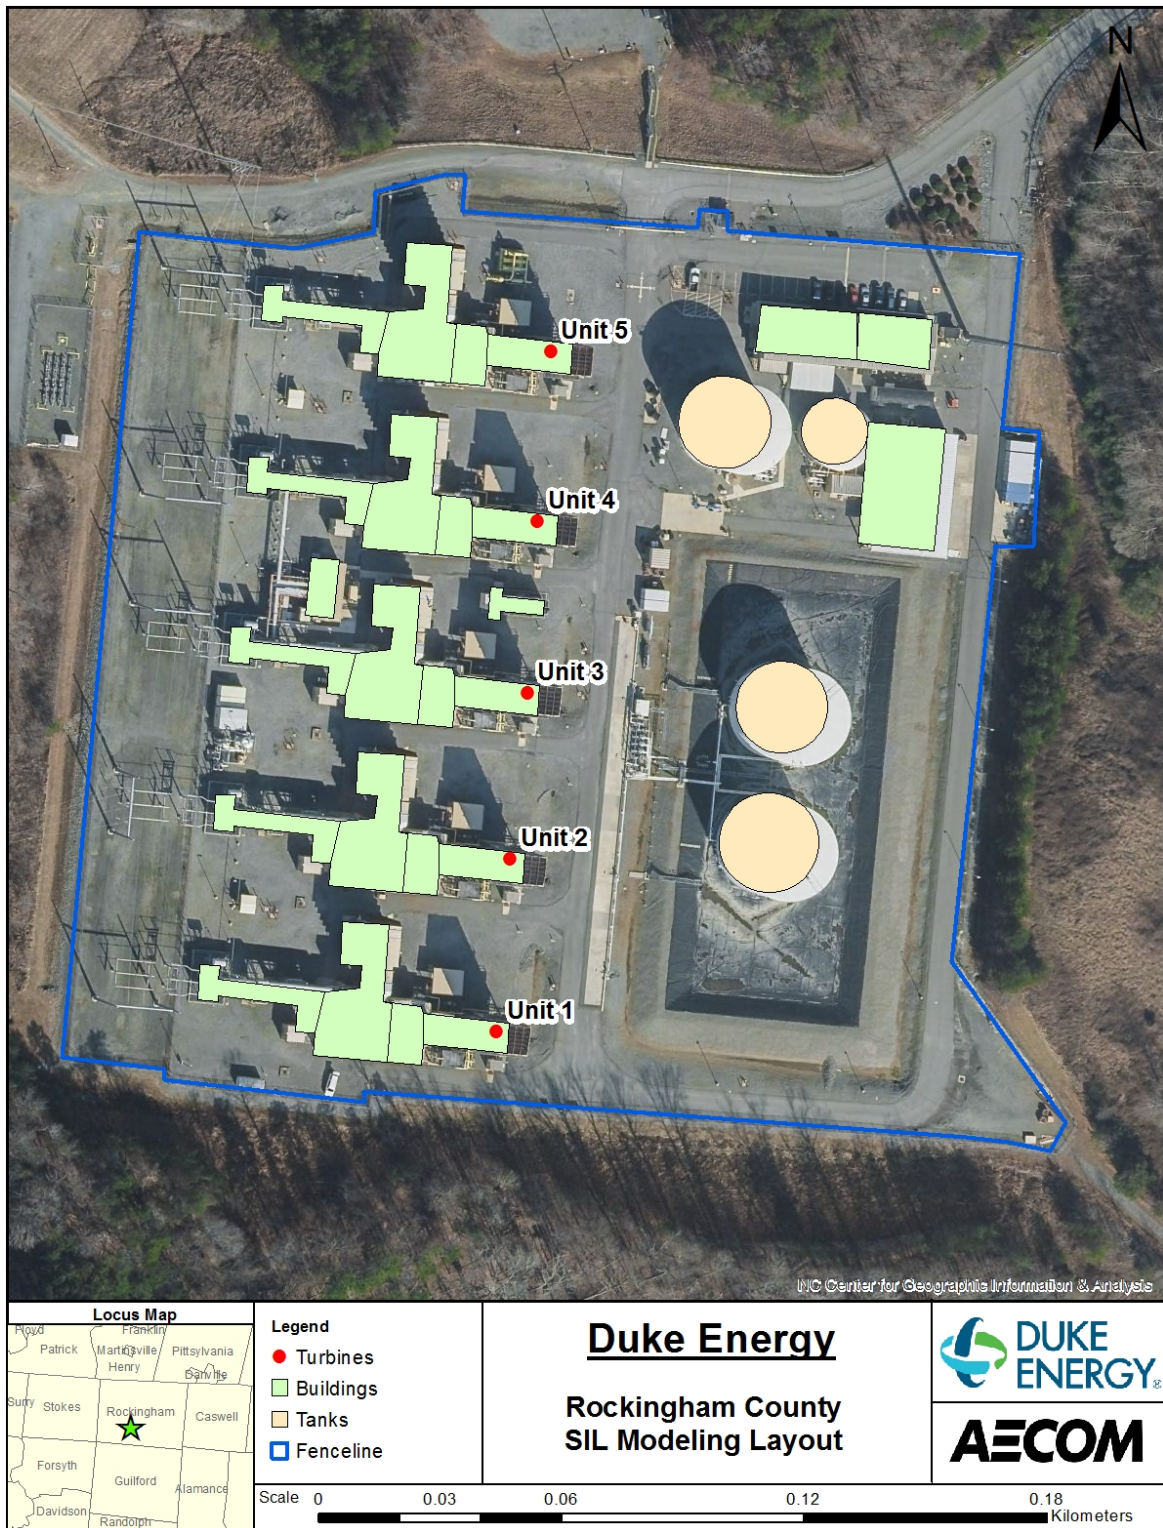 N
Unit 5
Unit 4
Unit 3
Unit 2
Unit 1
NC Center for Geographic Information & Analysis
Locus Map
Floyd
Patrick
Franklin
Martinsville
Henry
Pittsylvania
Danville
Surry
Stokes
Rockingham
Caswell
Forsyth
Guilford
Alamance
Davidson
Randolph
Legend
Turbines
Buildings
Tanks
Fenceline
Duke Energy
Rockingham County
SIL Modeling Layout
DUKE
ENERGY®
AECOM
Scale 0 0.03 0.06 0.12 0.18
Kilometers